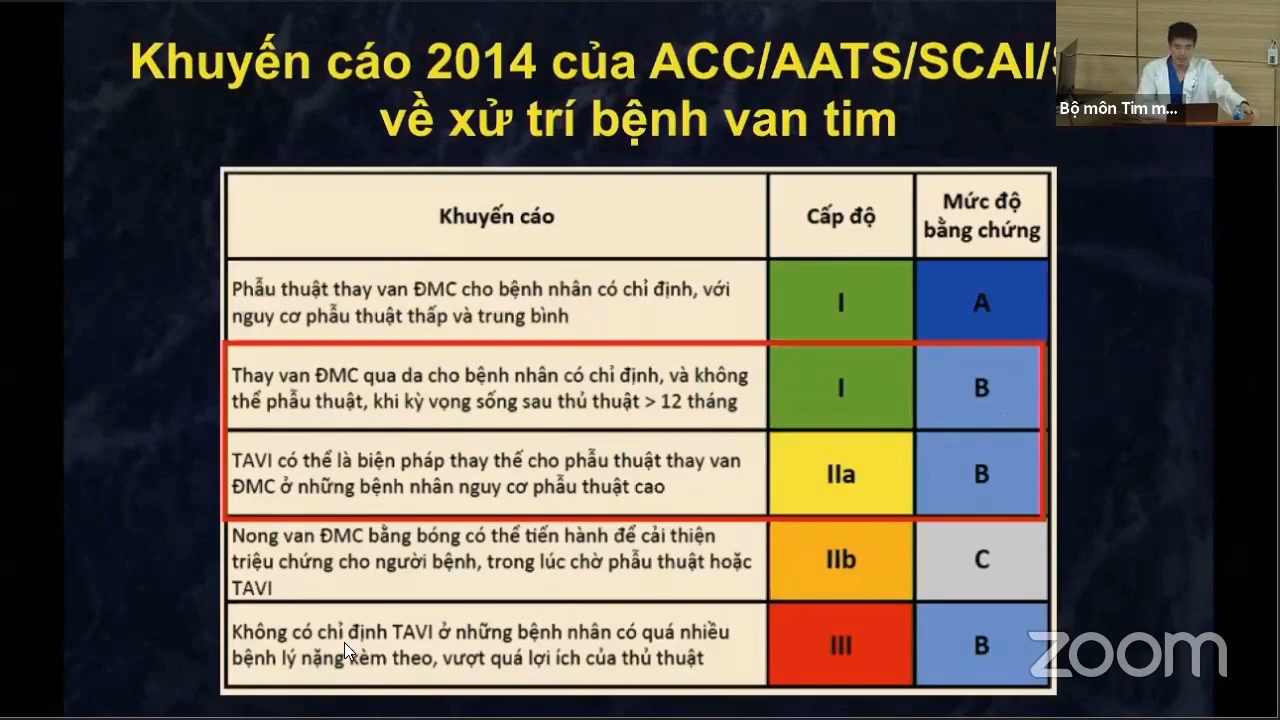 Khuyến cáo 2014 của ACC/AATS/SCAI/
về xử trí bệnh van tim
Bộ môn Tim m...
Khuyến cáo
Cấp độ
Mức độ
bằng chứng
Phẫu thuật thay van ĐMC cho bệnh nhân có chỉ định, với
nguy cơ phẫu thuật thấp và trung bình
I
A
Thay van ĐMC qua da cho bệnh nhân có chỉ định, và không
thể phẫu thuật, khi kỳ vọng sống sau thủ thuật > 12 tháng
I
B
TAVI có thể là biện pháp thay thế cho phẫu thuật thay van
ĐMC ở những bệnh nhân nguy cơ phẫu thuật cao
IIa
B
Nong van ĐMC bằng bóng có thể tiến hành để cải thiện
triệu chứng cho người bệnh, trong lúc chờ phẫu thuật hoặc
TAVI
IIb
C
Không có chỉ định TAVI ở những bệnh nhân có quá nhiều
bệnh lý nặng kèm theo, vượt quá lợi ích của thủ thuật
III
B
zoom